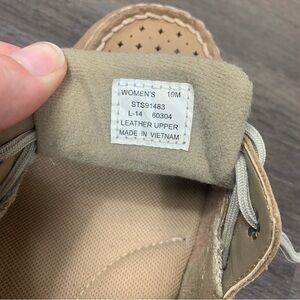 WOMEN'S 10M
STS91483
L-14 60304
LEATHER UPPER
MADE IN VIETNAM